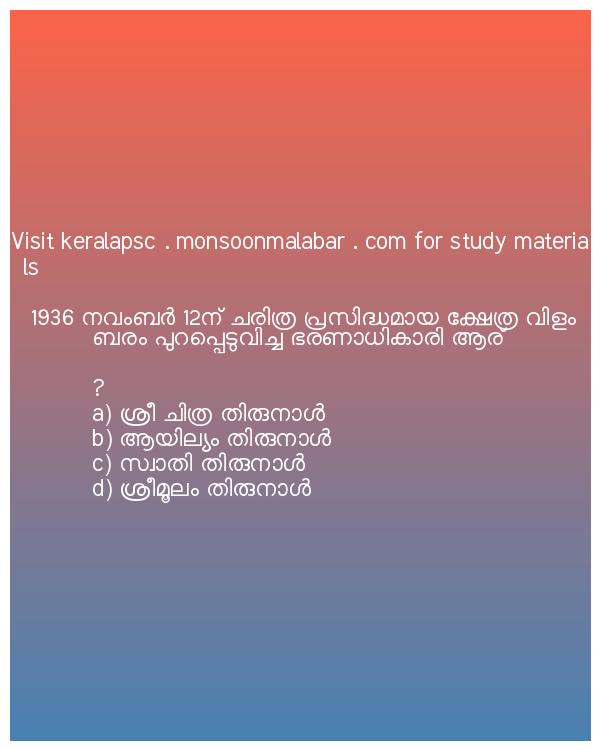 Visit keralapsc . monsoonmalabar . com for study materia
ls
1936 നവംബർ 12ന് ചരിത്ര പ്രസിദ്ധമായ ക്ഷേത്ര വിളം
ബരം പുറപ്പെടുവിച്ച ഭരണാധികാരി ആര്
?
a) ശ്രീ ചിത്ര തിരുനാൾ
b) ആയില്യം തിരുനാൾ
c) സ്വാതി തിരുനാൾ
d) ശ്രീമൂലം തിരുനാൾ